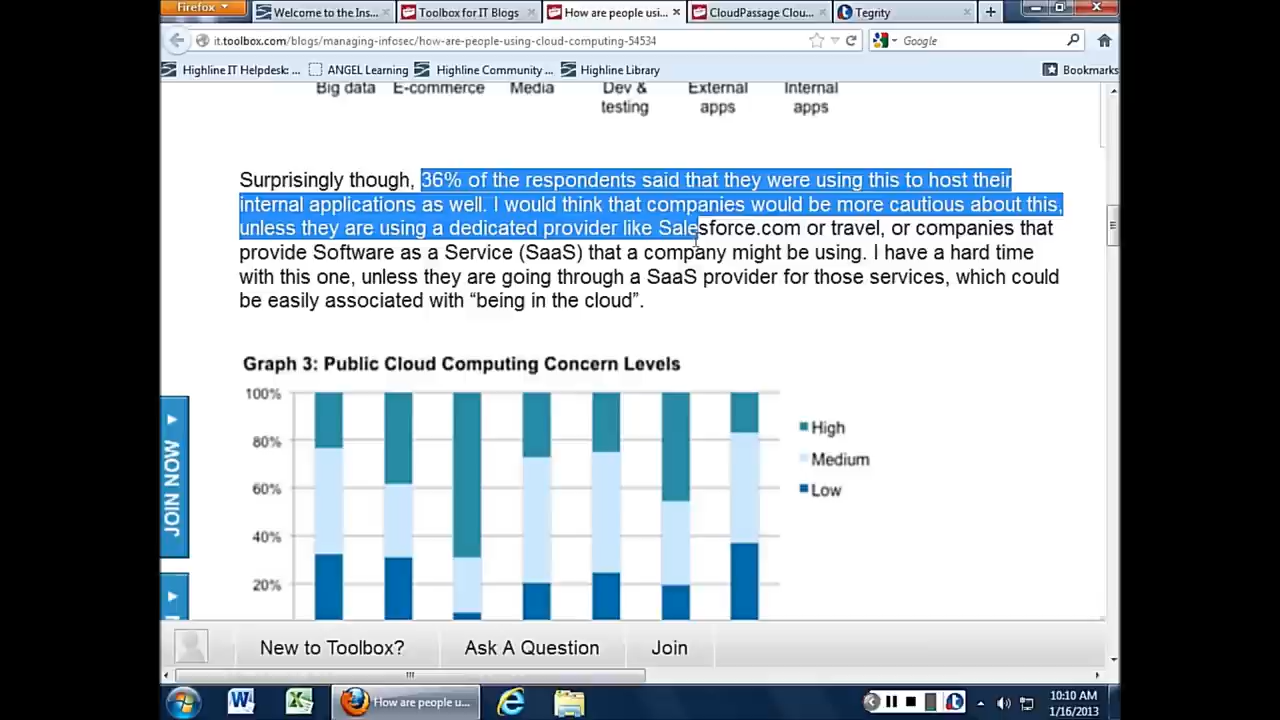 Firefox
Welcome to the Ins...
Toolbox for IT Blogs
How are people usi...
CloudPassage Clou...
Tegrity
it.toolbox.com/blogs/managing-infosec/how-are-people-using-cloud-computing-54534
Google
Highline IT Helpdesk: ...
ANGEL Learning
Highline Community ...
Highline Library
Bookmarks
Big data
E-commerce
Media
Dev &
testing
External
apps
Internal
apps
Surprisingly though, 36% of the respondents said that they were using this to host their
internal applications as well. I would think that companies would be more cautious about this,
unless they are using a dedicated provider like Salesforce.com or travel, or companies that
provide Software as a Service (SaaS) that a company might be using. I have a hard time
with this one, unless they are going through a SaaS provider for those services, which could
be easily associated with “being in the cloud”.
Graph 3: Public Cloud Computing Concern Levels
100%
80%
60%
40%
20%
High
Medium
Low
JOIN NOW
New to Toolbox?
Ask A Question
Join
How are people u...
10:10 AM
1/16/2013